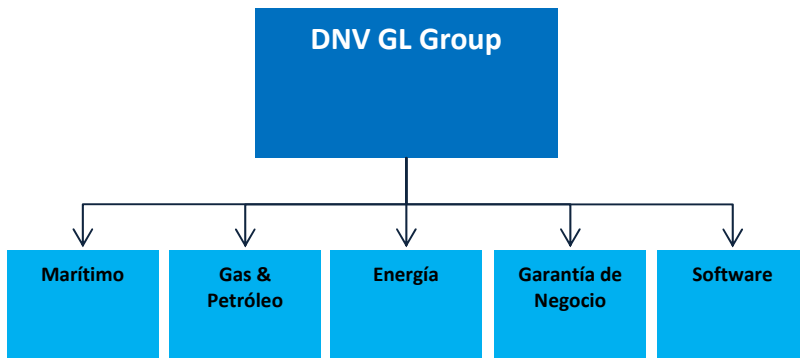 DNV GL Group
Marítimo
Gas &
Petróleo
Energía
Garantía de
Negocio
Software